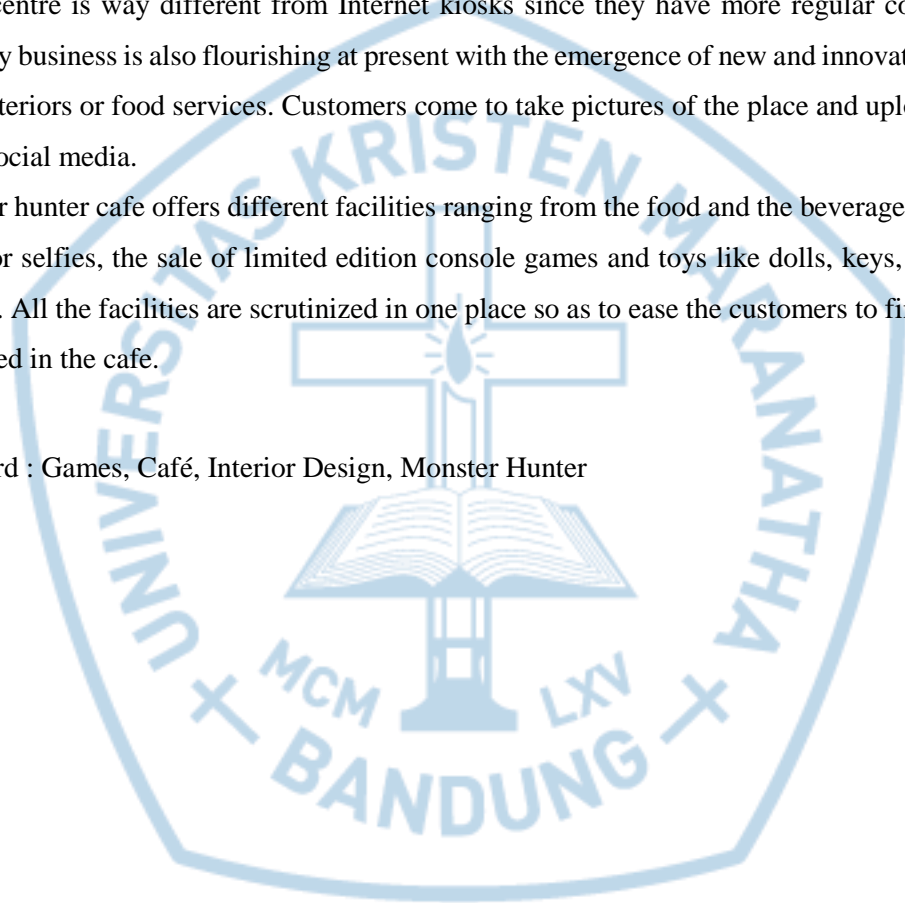 centre is way different from Internet kiosks since they have more regular co
y business is also flourishing at present with the emergence of new and innovat
teriors or food services. Customers come to take pictures of the place and uplo
ocial media.
r hunter cafe offers different facilities ranging from the food and the beverage
or selfies, the sale of limited edition console games and toys like dolls, keys,
. All the facilities are scrutinized in one place so as to ease the customers to fi
ed in the cafe.
rd : Games, Café, Interior Design, Monster Hunter
UNIVERSITAS KRISTEN MARANATHA
MCM LXV
BANDUNG